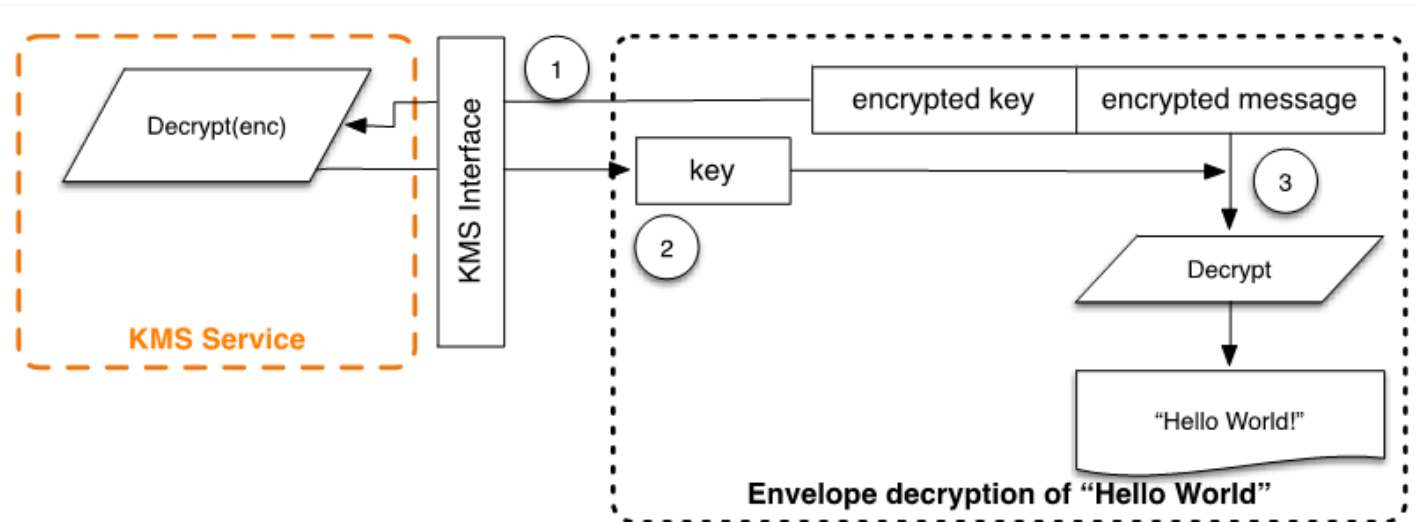 1
encrypted key
encrypted message
Decrypt(enc)
KMS Interface
key
3
2
Decrypt
KMS Service
“Hello World!”
Envelope decryption of “Hello World”